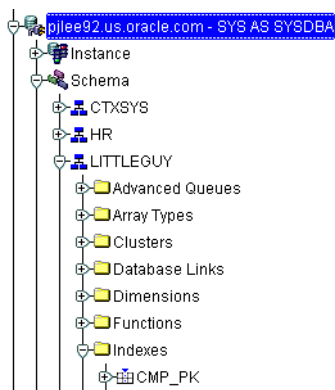 pjlee92.us.oracle.com - SYS AS SYSDBA
Instance
Schema
CTXSYS
HR
LITTLEGUY
Advanced Queues
Array Types
Clusters
Database Links
Dimensions
Functions
Indexes
CMP_PK